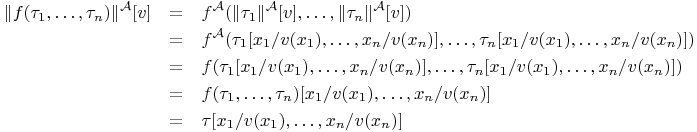 ‖f(τ₁, …, τₙ)‖^𝒜[v] = f^𝒜(‖τ₁‖^𝒜[v], …, ‖τₙ‖^𝒜[v])
= f^𝒜(τ₁[x₁/v(x₁), …, xₙ/v(xₙ)], …, τₙ[x₁/v(x₁), …, xₙ/v(xₙ)])
= f(τ₁[x₁/v(x₁), …, xₙ/v(xₙ)], …, τₙ[x₁/v(x₁), …, xₙ/v(xₙ)])
= f(τ₁, …, τₙ)[x₁/v(x₁), …, xₙ/v(xₙ)]
= τ[x₁/v(x₁), …, xₙ/v(xₙ)]